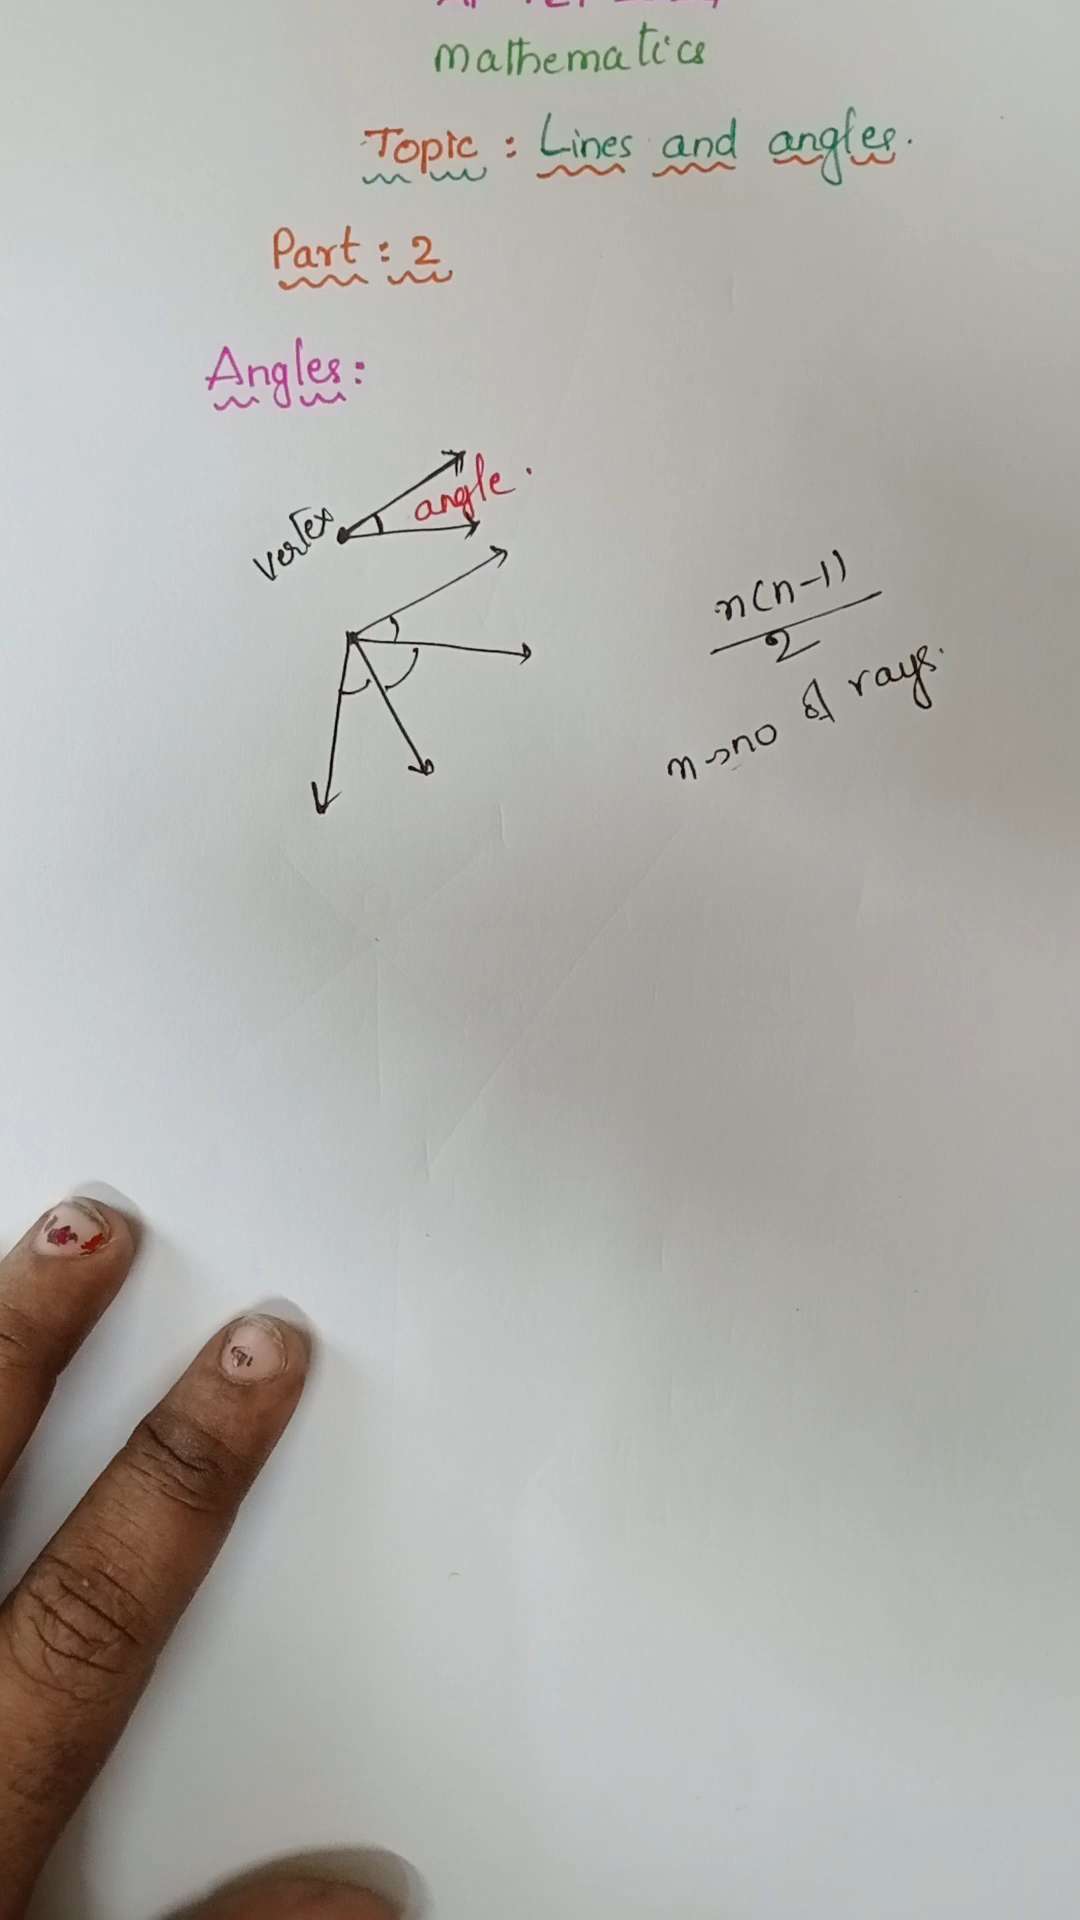 Mathematics
Topic : Lines and angles.
Part : 2
Angles:
angle.
vertex
n(n-1)
2
n→no of rays.